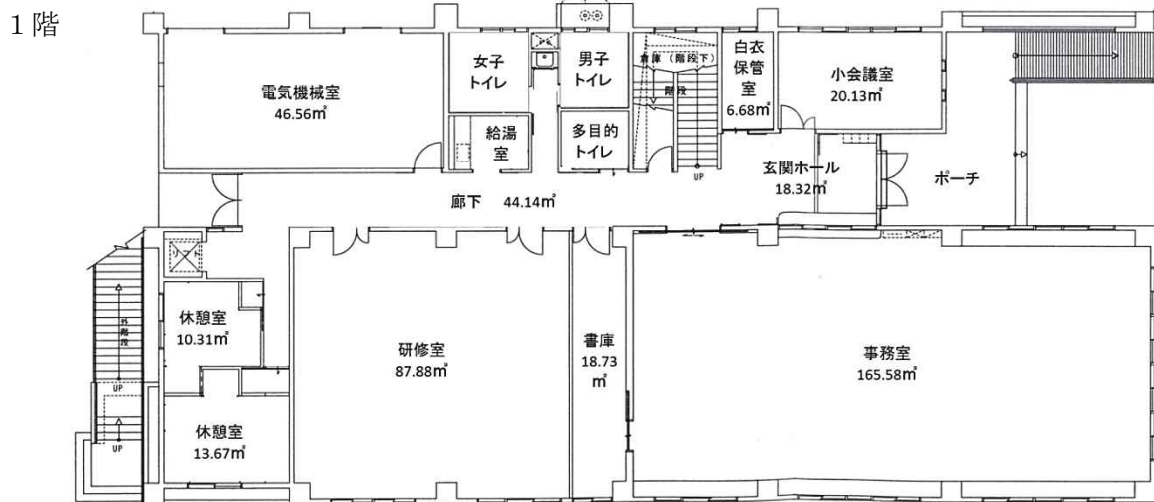 1階
電気機械室
46.56㎡
女子
トイレ
男子
トイレ
倉庫（階段下）
階段
白衣
保管
室
6.68㎡
小会議室
20.13㎡
給湯
室
多目的
トイレ
UP
玄関ホール
18.32㎡
ポーチ
廊下 44.14㎡
リフト
外階段
UP
UP
休憩室
10.31㎡
研修室
87.88㎡
書庫
18.73
㎡
事務室
165.58㎡
休憩室
13.67㎡